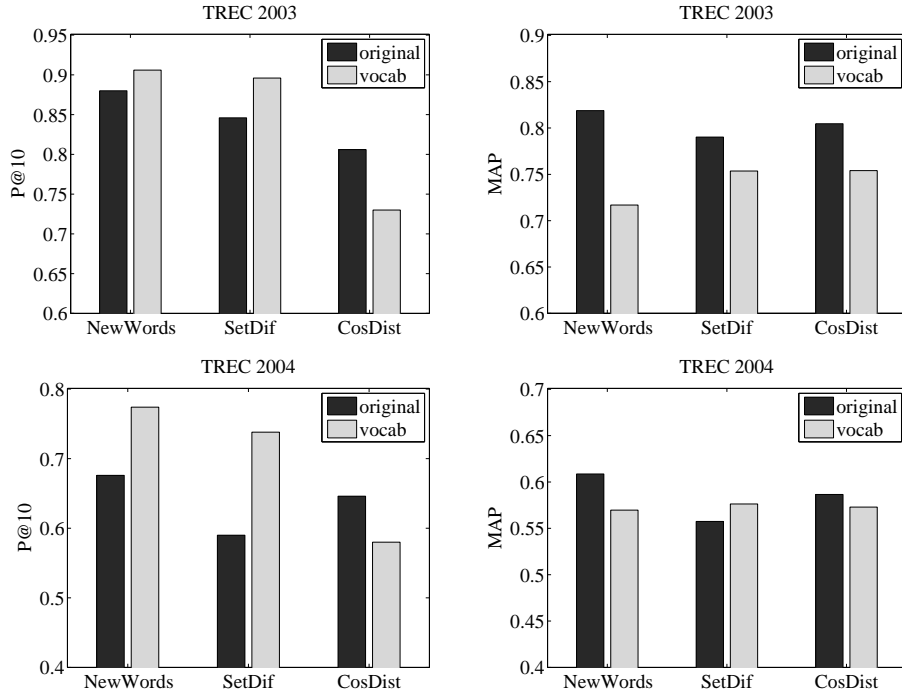 TREC 2003
0.95
0.9
0.85
0.8
0.75
0.7
0.65
0.6
P@10
original
vocab
NewWords SetDif CosDist
TREC 2003
0.9
0.85
0.8
0.75
0.7
0.65
0.6
MAP
original
vocab
NewWords SetDif CosDist
TREC 2004
0.8
0.7
0.6
0.5
0.4
P@10
original
vocab
NewWords SetDif CosDist
TREC 2004
0.7
0.65
0.6
0.55
0.5
0.45
0.4
MAP
original
vocab
NewWords SetDif CosDist